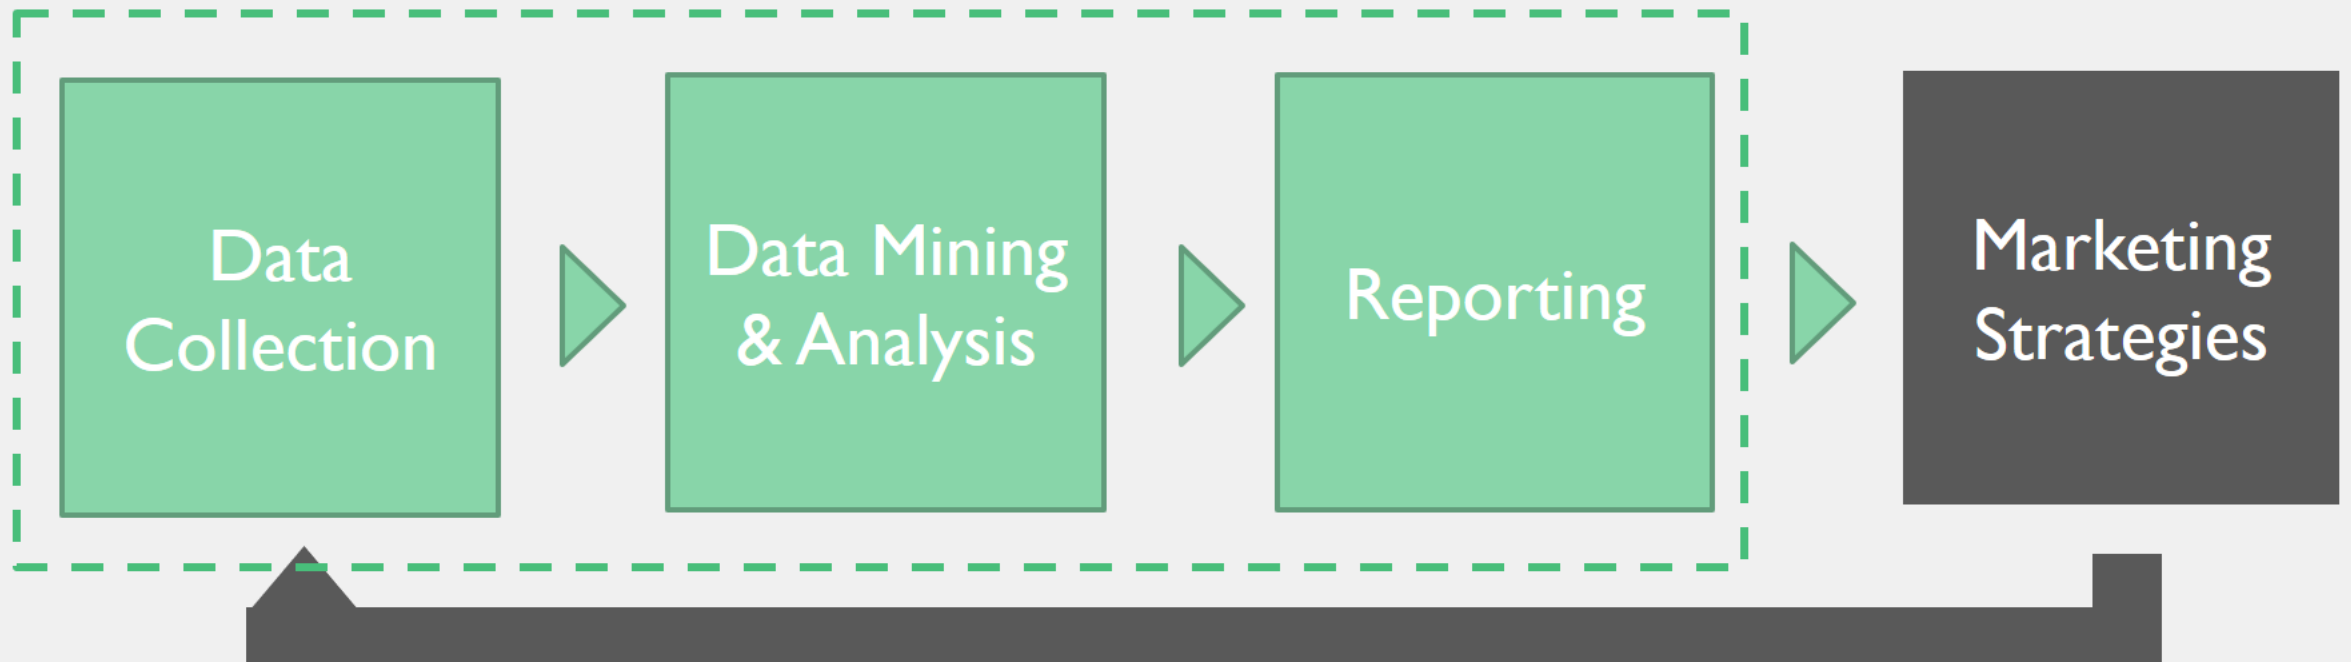 Data
Collection
Data Mining
& Analysis
Reporting
Marketing
Strategies